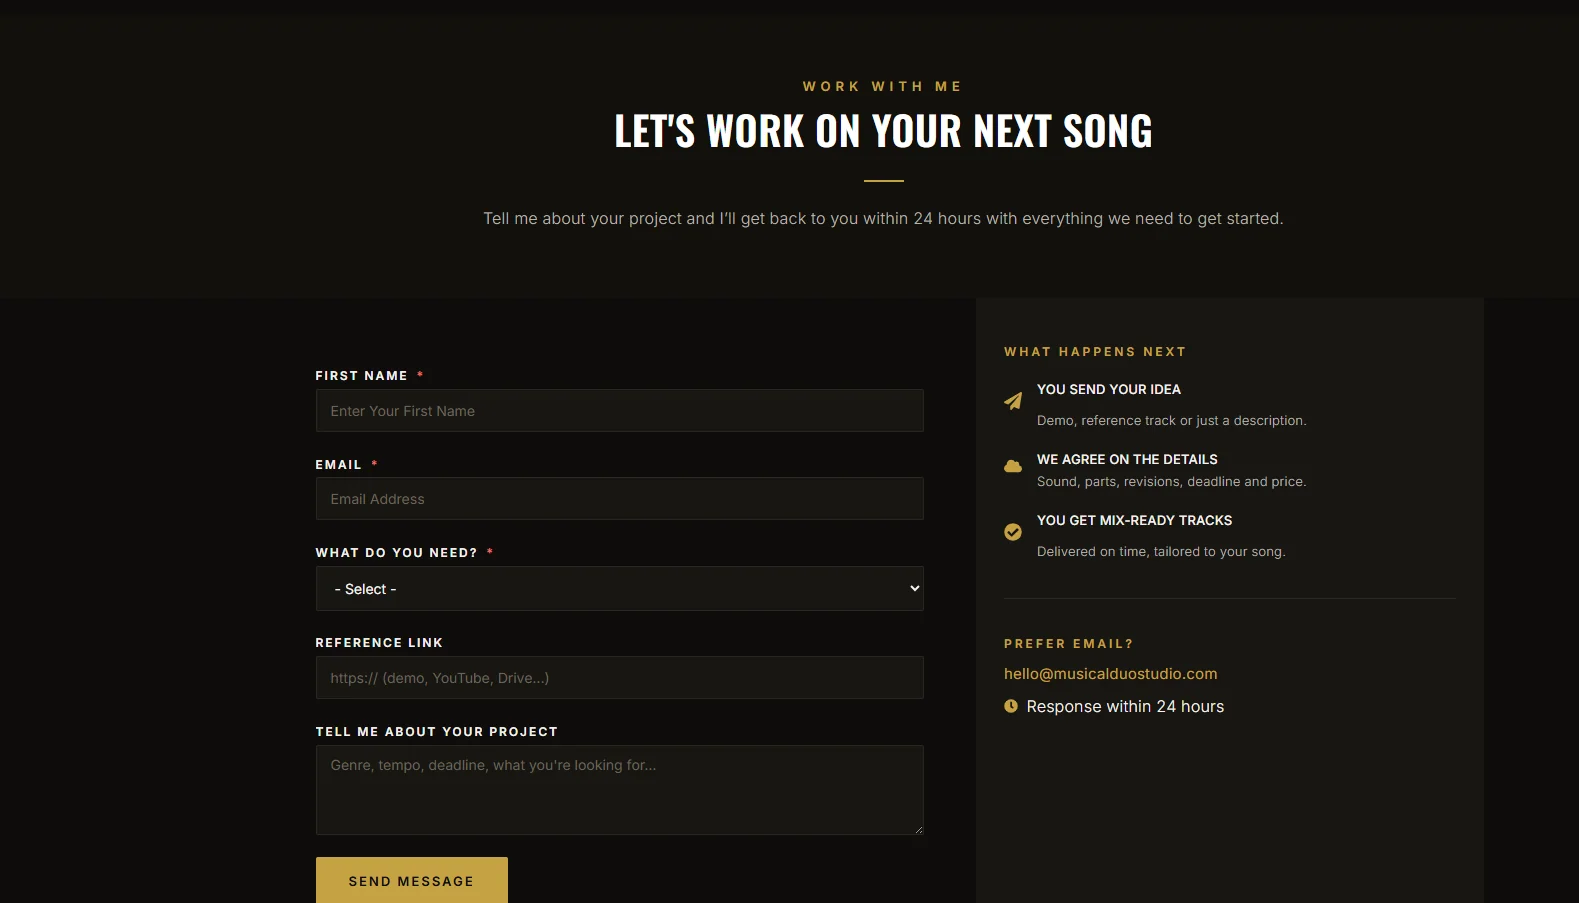 WORK WITH ME
LET'S WORK ON YOUR NEXT SONG
Tell me about your project and I'll get back to you within 24 hours with everything we need to get started.
FIRST NAME *
Enter Your First Name
EMAIL *
Email Address
WHAT DO YOU NEED? *
- Select -
REFERENCE LINK
https:// (demo, YouTube, Drive...)
TELL ME ABOUT YOUR PROJECT
Genre, tempo, deadline, what you're looking for...
SEND MESSAGE
WHAT HAPPENS NEXT
YOU SEND YOUR IDEA
Demo, reference track or just a description.
WE AGREE ON THE DETAILS
Sound, parts, revisions, deadline and price.
YOU GET MIX-READY TRACKS
Delivered on time, tailored to your song.
PREFER EMAIL?
hello@musicalduostudio.com
Response within 24 hours